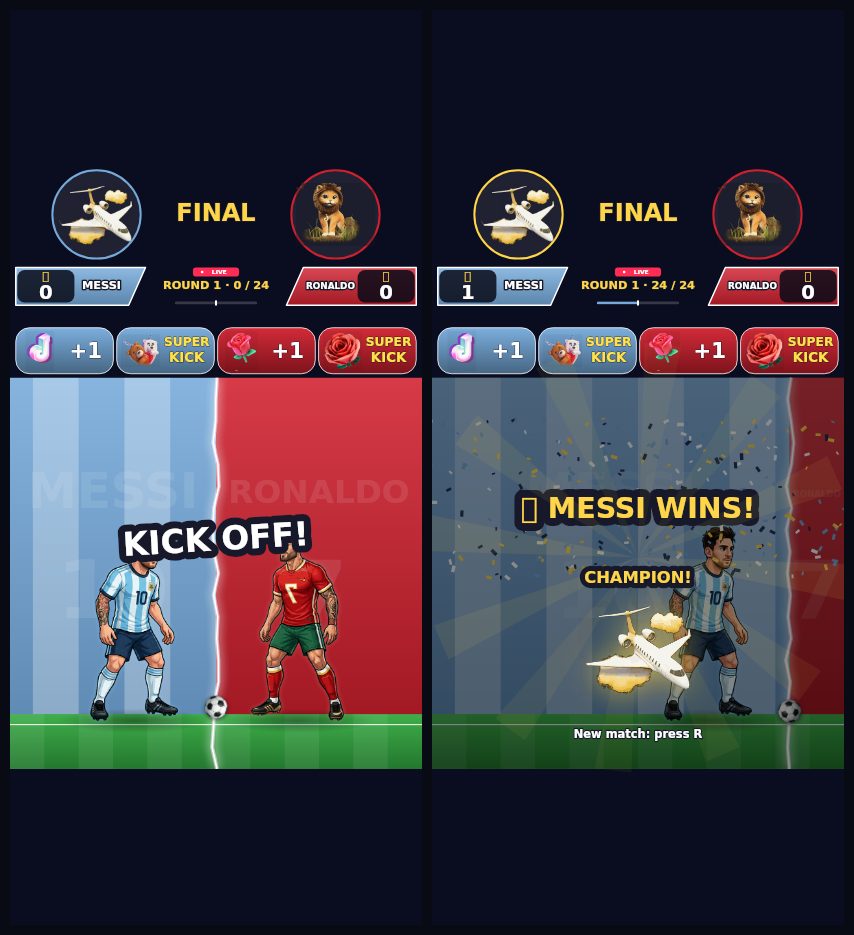 FINAL
LIVE
0
MESSI
ROUND 1 · 0 / 24
RONALDO
0
+1
SUPER
KICK
+1
SUPER
KICK
MESSI
RONALDO
KICK OFF!
10
7
FINAL
LIVE
1
MESSI
ROUND 1 · 24 / 24
RONALDO
0
+1
SUPER
KICK
+1
SUPER
KICK
RONALDO
MESSI WINS!
CHAMPION!
10
7
New match: press R